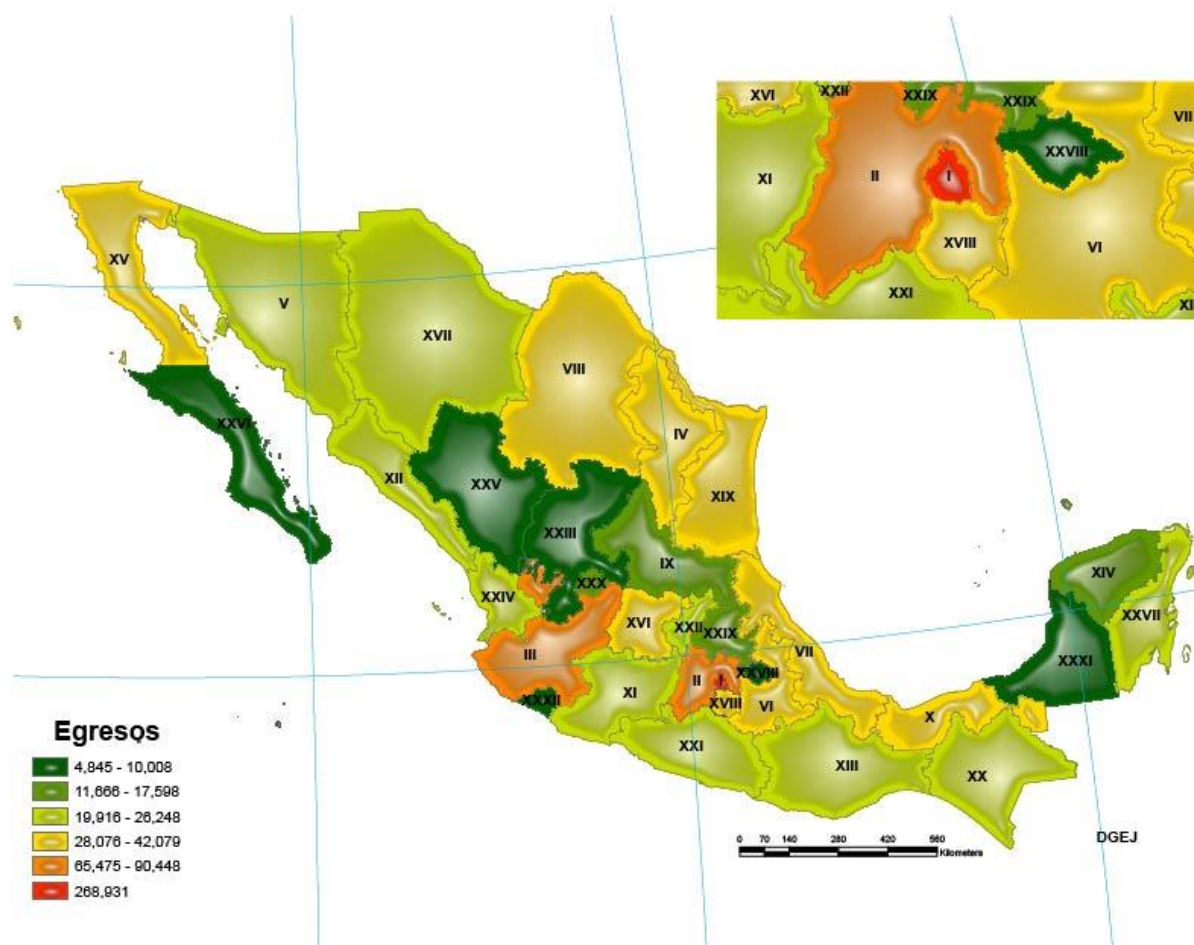 XVI
XXII
XXIX
XXIX
VII
XXVIII
XI
II
I
XVIII
VI
XXI
XI
XV
V
XVII
VIII
IV
XIX
XXVI
XII
XXV
XXIII
IX
XXX
XXIV
XVI
XXII
XXIX
VII
III
II
I
XXVIII
XI
XVIII
VI
XXXII
XXI
XIII
X
XX
XIV
XXVII
XXXI
Egresos
4,845 - 10,008
11,666 - 17,598
19,916 - 26,248
28,076 - 42,079
65,475 - 90,448
268,931
0 70 140 280 420 560
Kilometers
DGEJ